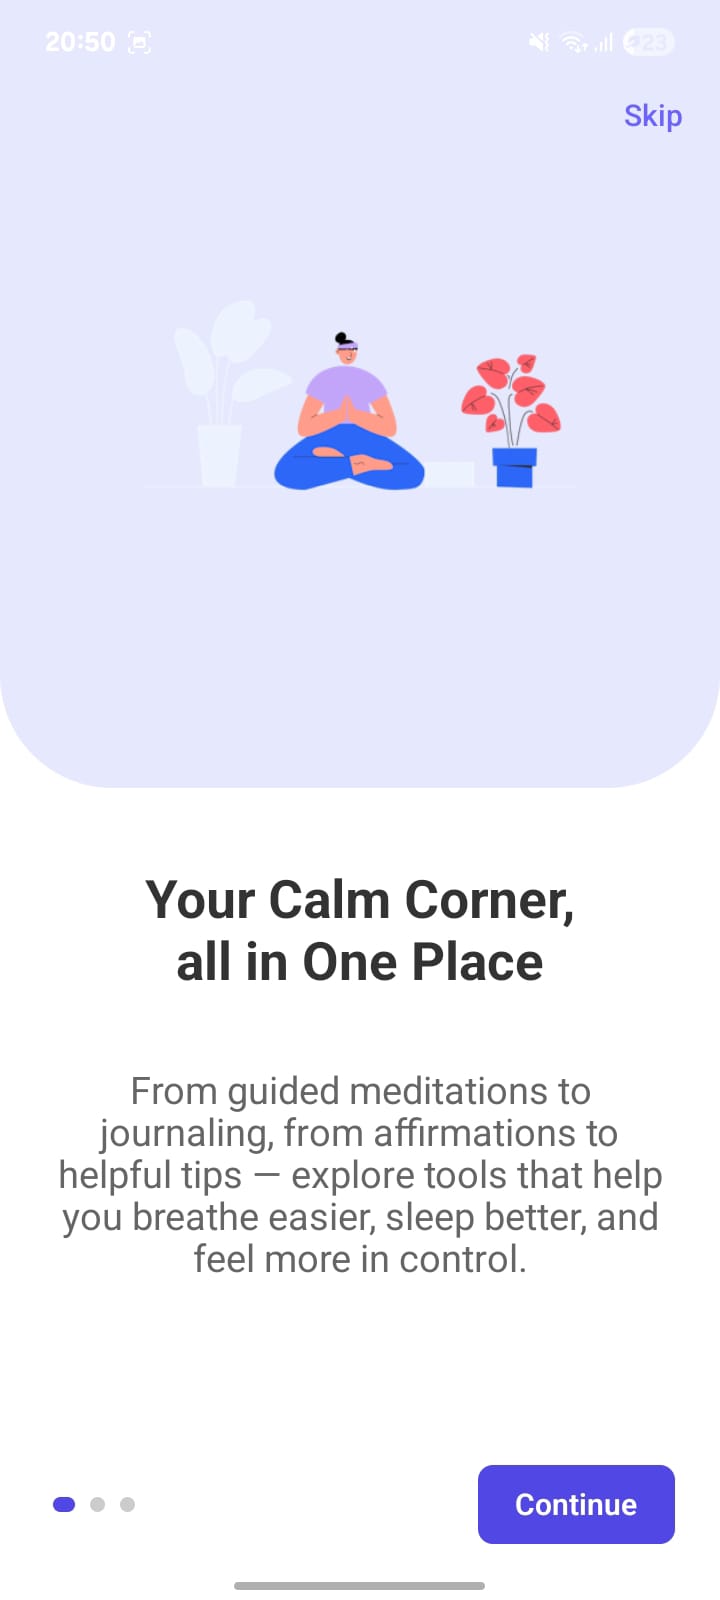 20:50
23
Skip
Your Calm Corner,
all in One Place
From guided meditations to
journaling, from affirmations to
helpful tips — explore tools that help
you breathe easier, sleep better, and
feel more in control.
Continue